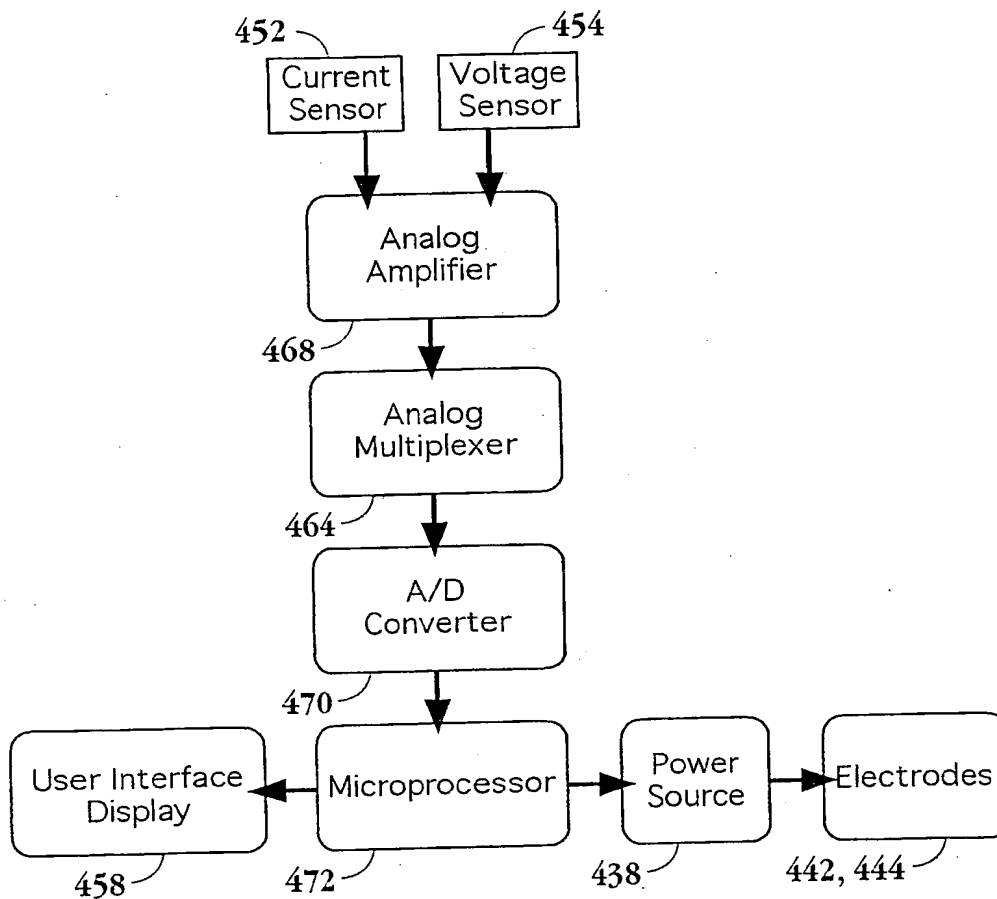 452
454
Current
Sensor
Voltage
Sensor
Analog
Amplifier
468
Analog
Multiplexer
464
A/D
Converter
470
User Interface
Display
458
Microprocessor
472
Power
Source
438
Electrodes
442, 444